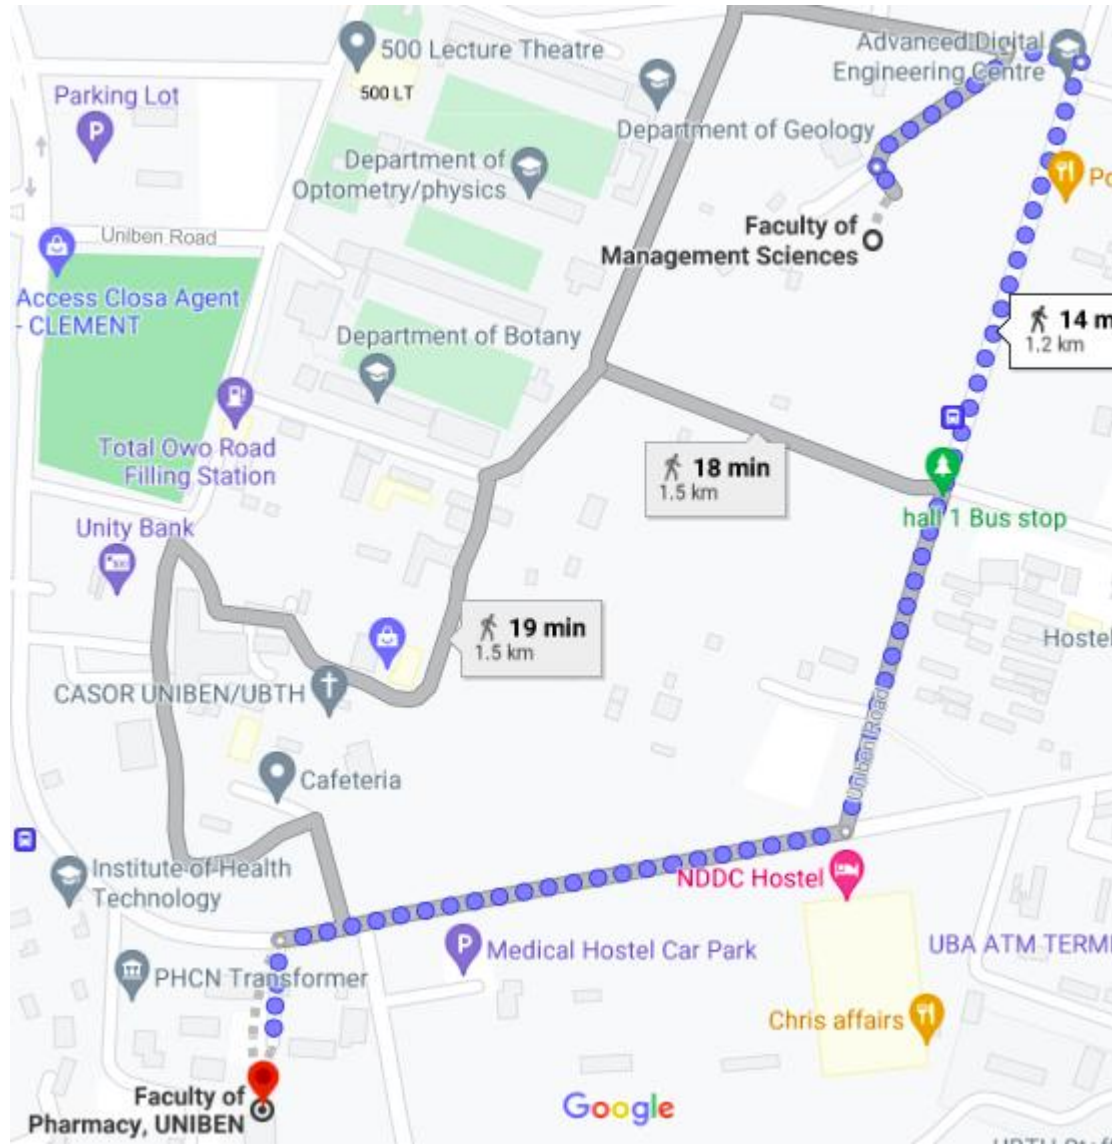 500 Lecture Theatre
500 LT
Advanced Digital
Engineering Centre
Parking Lot
Department of Geology
Department of
Optometry/physics
Uniben Road
Faculty of
Management Sciences
Access Closa Agent
- CLEMENT
14 m
1.2 km
Department of Botany
Total Owo Road
Filling Station
18 min
1.5 km
hall 1 Bus stop
Unity Bank
19 min
1.5 km
Hostel
CASOR UNIBEN/UBTH
Uniben Road
Cafeteria
Institute of Health
Technology
NDDC Hostel
Medical Hostel Car Park
UBA ATM TERMI
PHCN Transformer
Chris affairs
Faculty of
Pharmacy, UNIBEN
Google